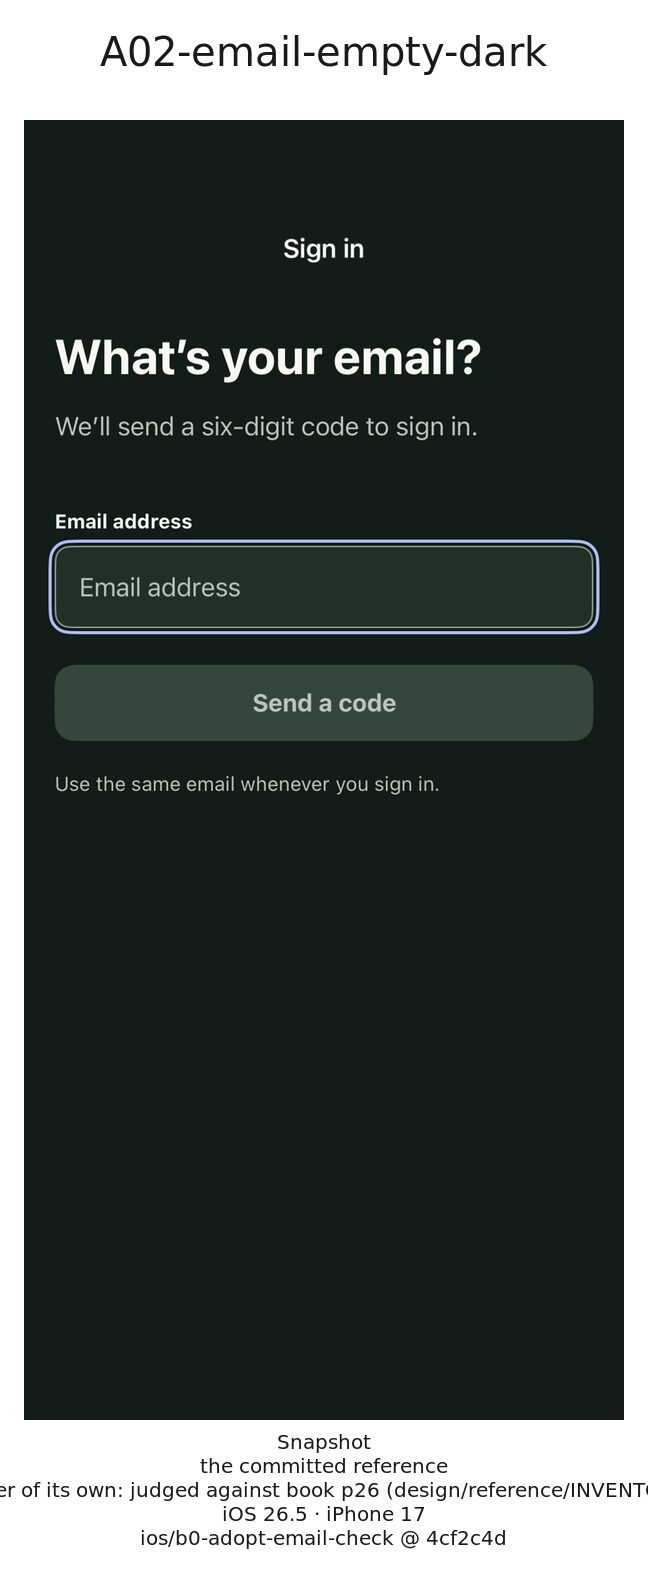 A02-email-empty-dark
Sign in
What’s your email?
We’ll send a six-digit code to sign in.
Email address
Email address
Send a code
Use the same email whenever you sign in.
Snapshot
the committed reference
of its own: judged against book p26 (design/reference/
iOS 26.5 · iPhone 17
ios/b0-adopt-email-check @ 4cf2c4d